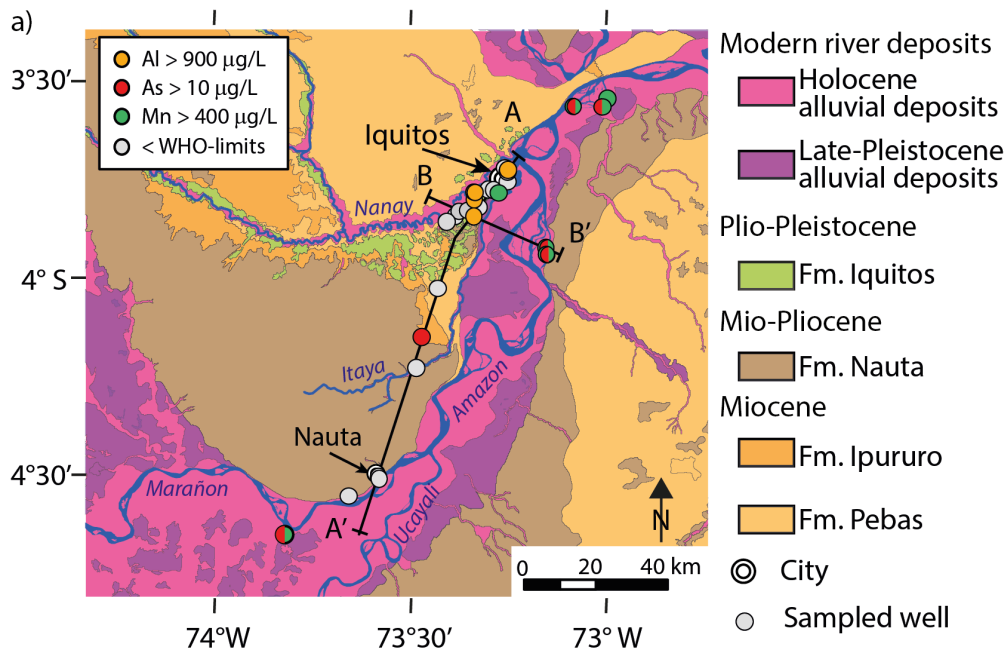 a)
Al > 900 µg/L
As > 10 µg/L
Mn > 400 µg/L
< WHO-limits
3°30′
4° S
4°30′
74°W
73°30′
73° W
Iquitos
A
B
Nanay
B′
Itaya
Amazon
Nauta
Marañon
A′
Ucayali
N
0 20 40 km
Modern river deposits
Holocene
alluvial deposits
Late-Pleistocene
alluvial deposits
Plio-Pleistocene
Fm. Iquitos
Mio-Pliocene
Fm. Nauta
Miocene
Fm. Ipururo
Fm. Pebas
City
Sampled well